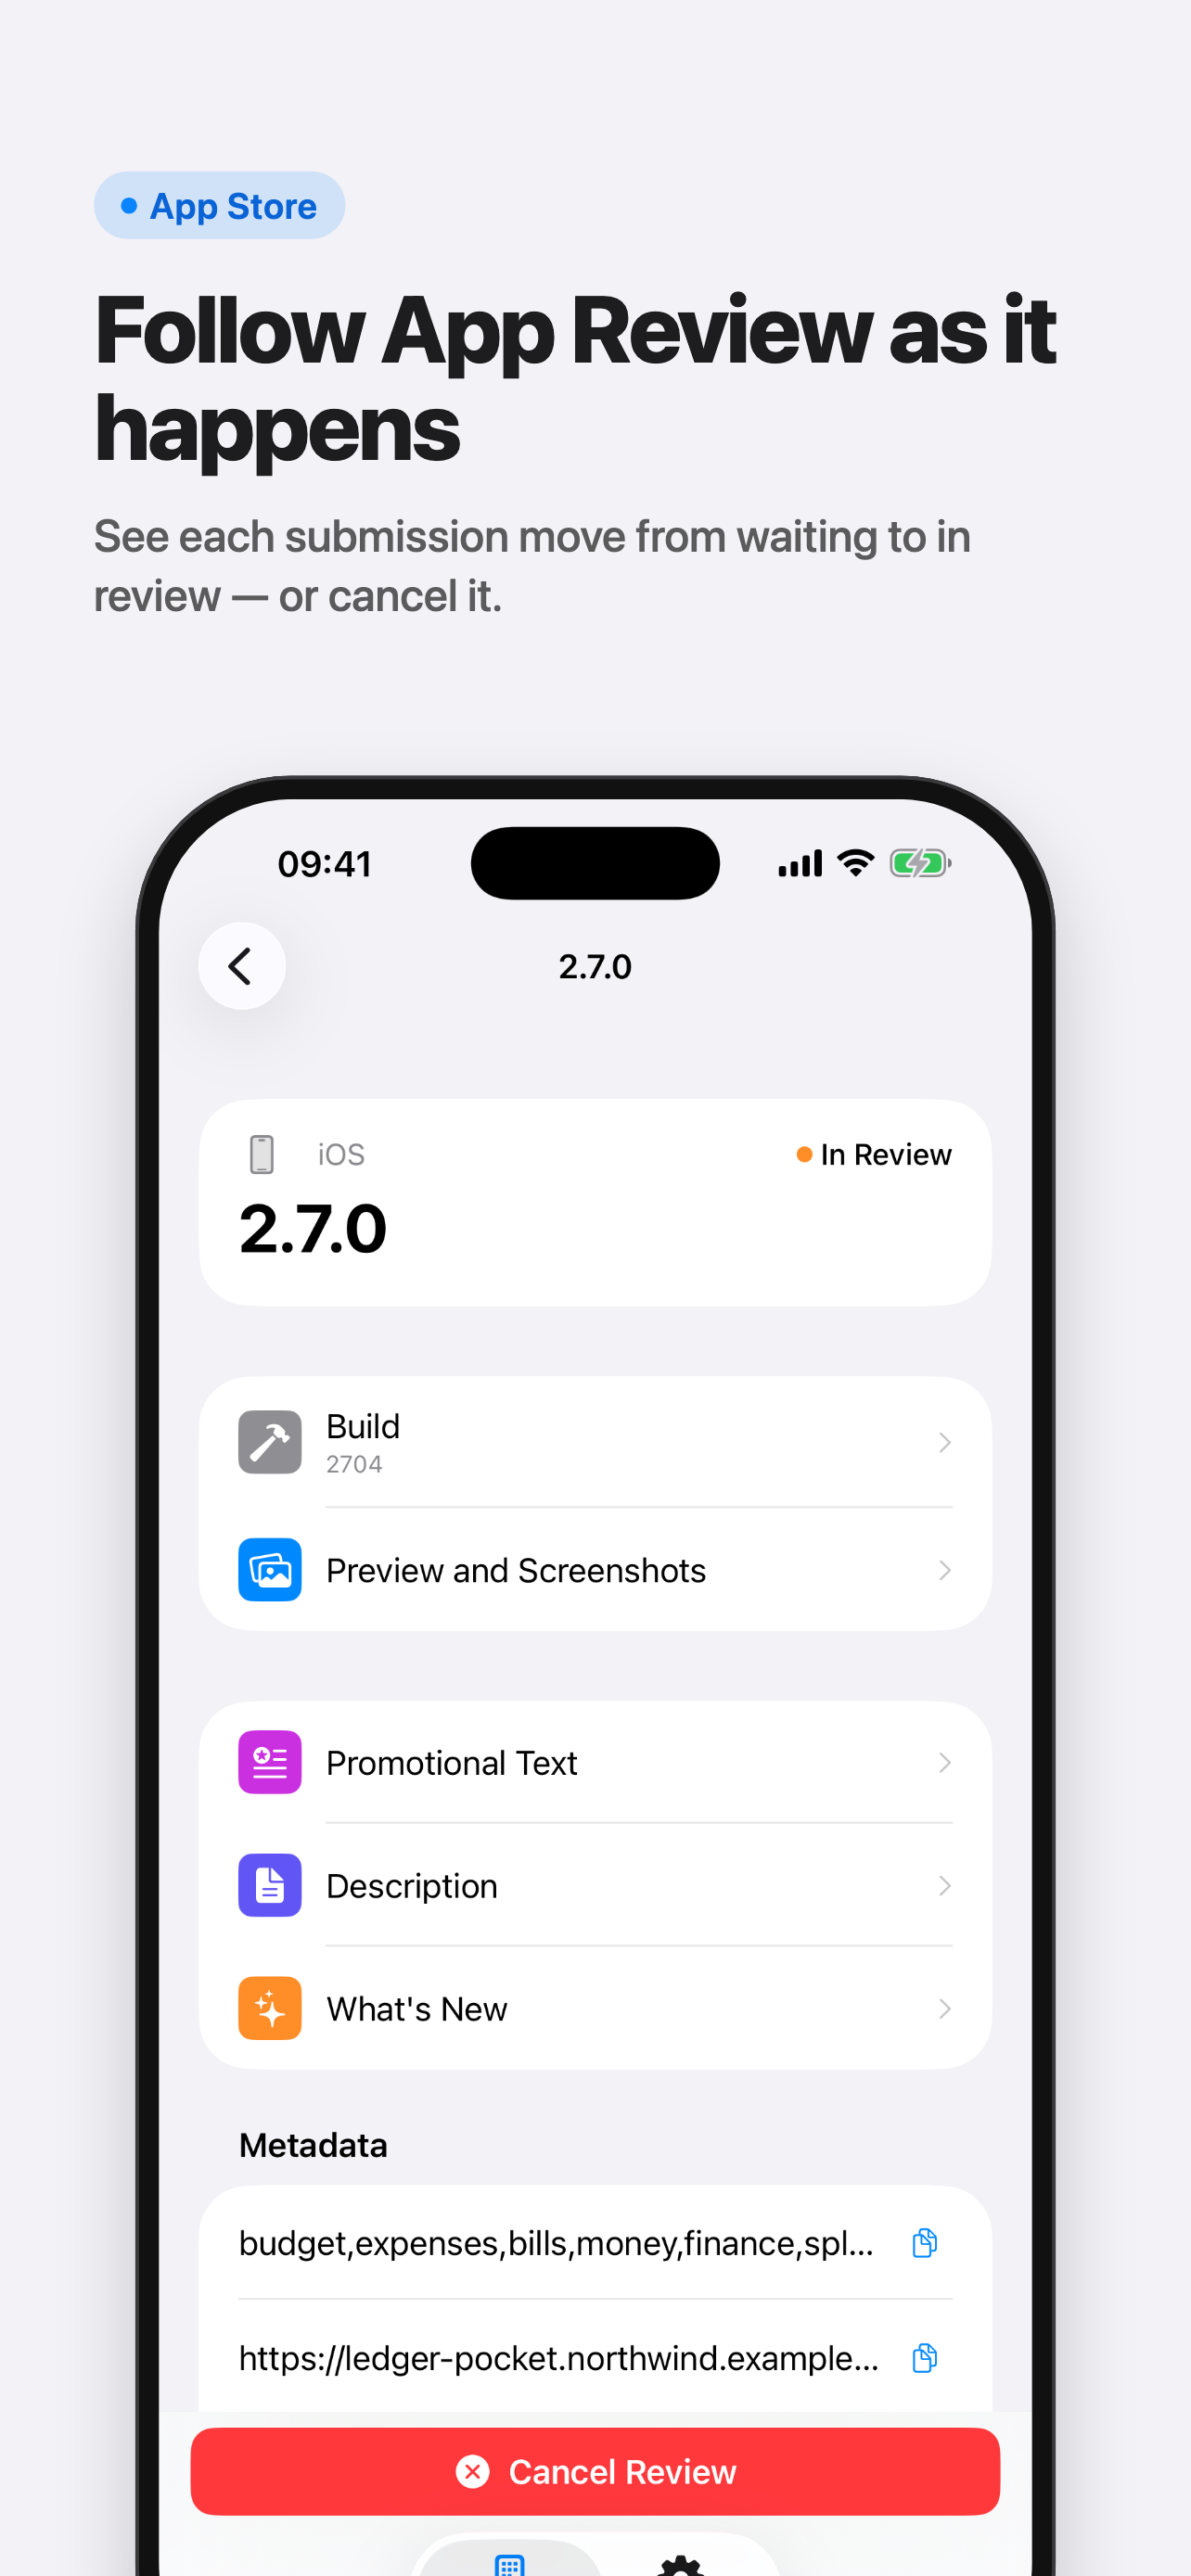 App Store
Follow App Review as it
happens
See each submission move from waiting to in
review — or cancel it.
09:41
2.7.0
iOS
In Review
2.7.0
Build
2704
Preview and Screenshots
Promotional Text
Description
What's New
Metadata
budget,expenses,bills,money,finance,spl...
https://ledger-pocket.northwind.example...
Cancel Review